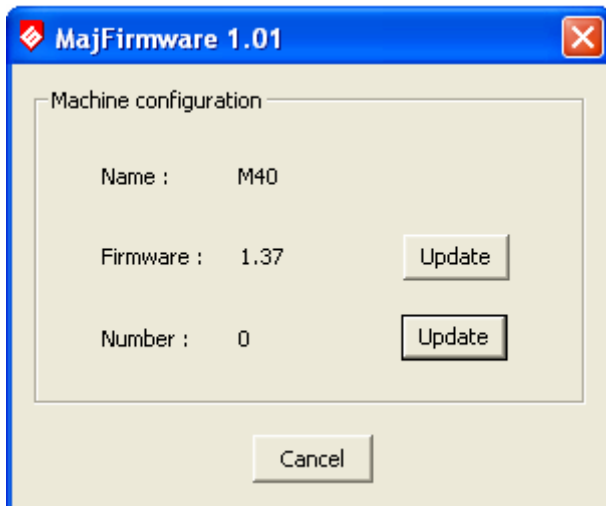 MajFirmware 1.01
Machine configuration
Name : M40
Firmware : 1.37 Update
Number : 0 Update
Cancel